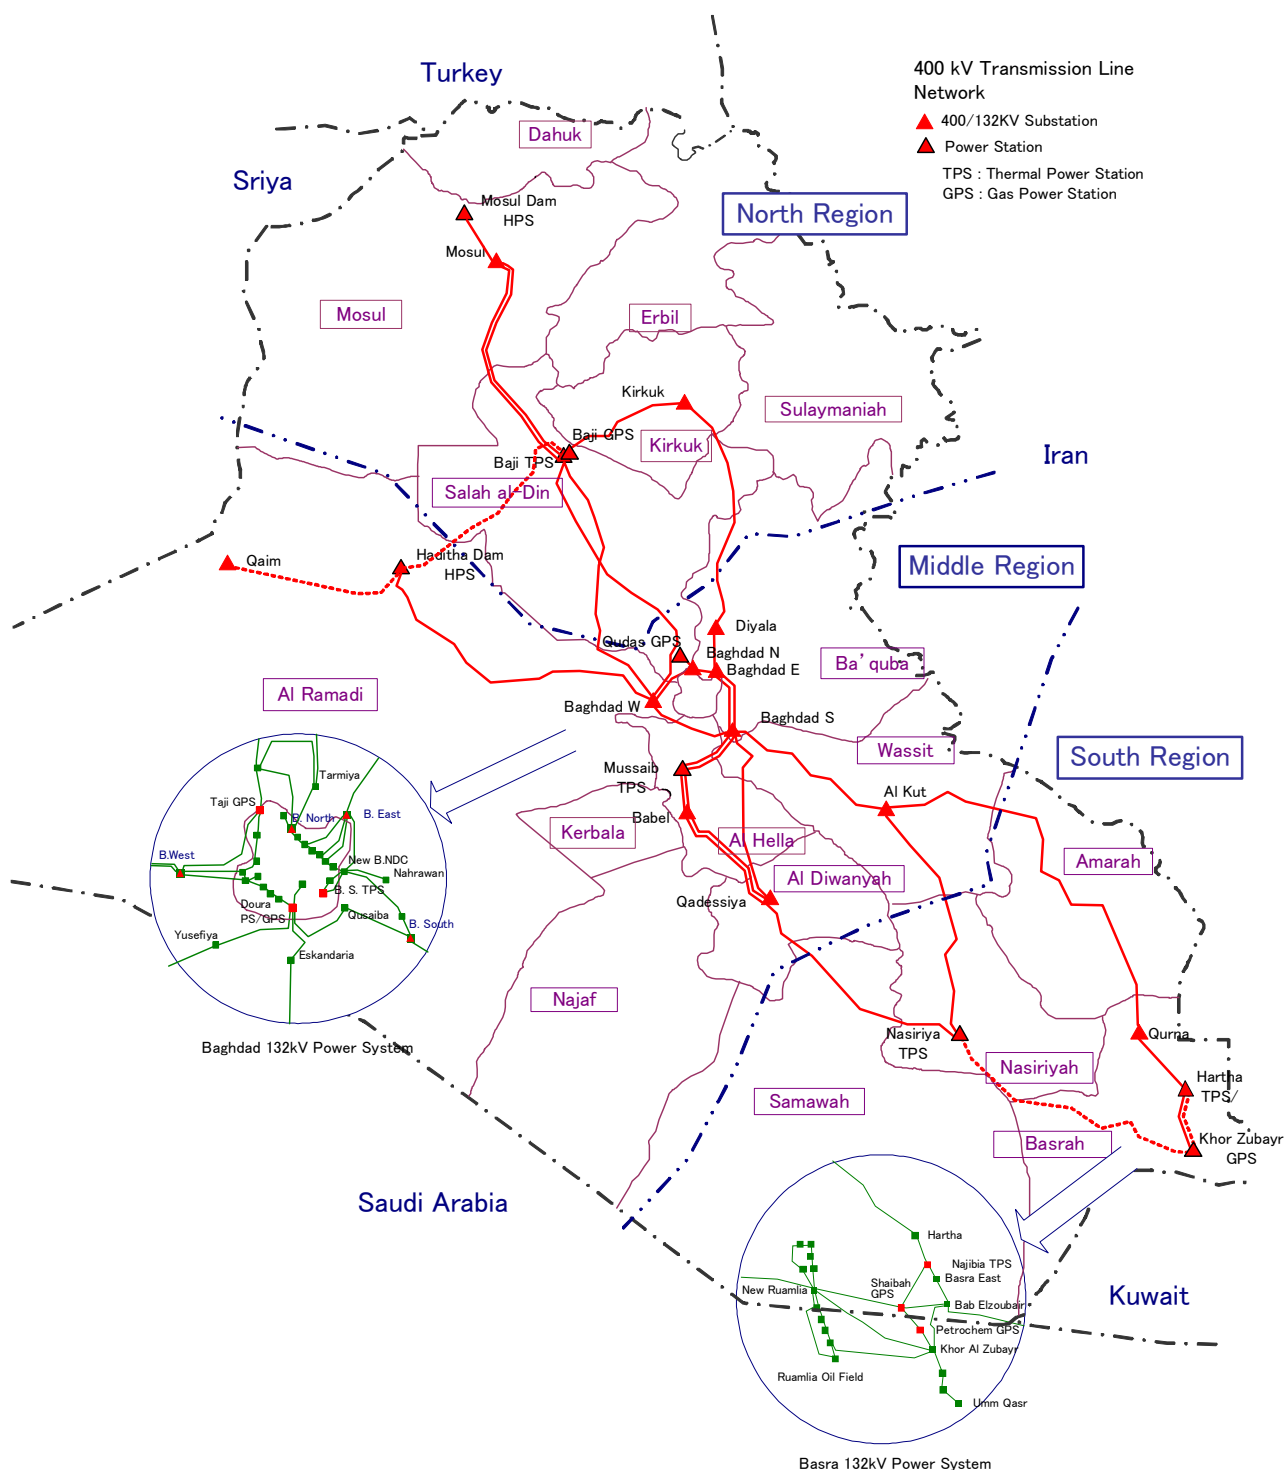 Turkey
400 kV Transmission Line
Network
400/132KV Substation
Power Station
TPS : Thermal Power Station
GPS : Gas Power Station
Dahuk
Sriya
Mosul Dam
HPS
North Region
Mosul
Mosul
Erbil
Kirkuk
Sulaymaniah
Baji GPS
Kirkuk
Baji TPS
Iran
Salah al-Din
Qaim
Haditha Dam
HPS
Middle Region
Diyala
Qudas GPS
Baghdad N
Baghdad E
Ba'quba
Al Ramadi
Baghdad W
Baghdad S
Wassit
South Region
Mussaib
TPS
Al Kut
Babel
Kerbala
Al Hella
Amarah
Al Diwanyah
Qadessiya
Tarmiya
Taji GPS
B. North
B. East
B.West
New B.NDC
Nahrawan
B. S. TPS
Doura
PS/GPS
Qusaiba
B. South
Yusefiya
Eskandaria
Baghdad 132kV Power System
Najaf
Nasiriya
TPS
Qurna
Nasiriyah
Hartha
TPS/
Samawah
Basrah
Khor Zubayr
GPS
Saudi Arabia
Hartha
Najibia TPS
Basra East
Shaibah
GPS
New Ruamlia
Bab Elzoubair
Kuwait
Petrochem GPS
Khor Al Zubayr
Ruamlia Oil Field
Umm Qasr
Basra 132kV Power System